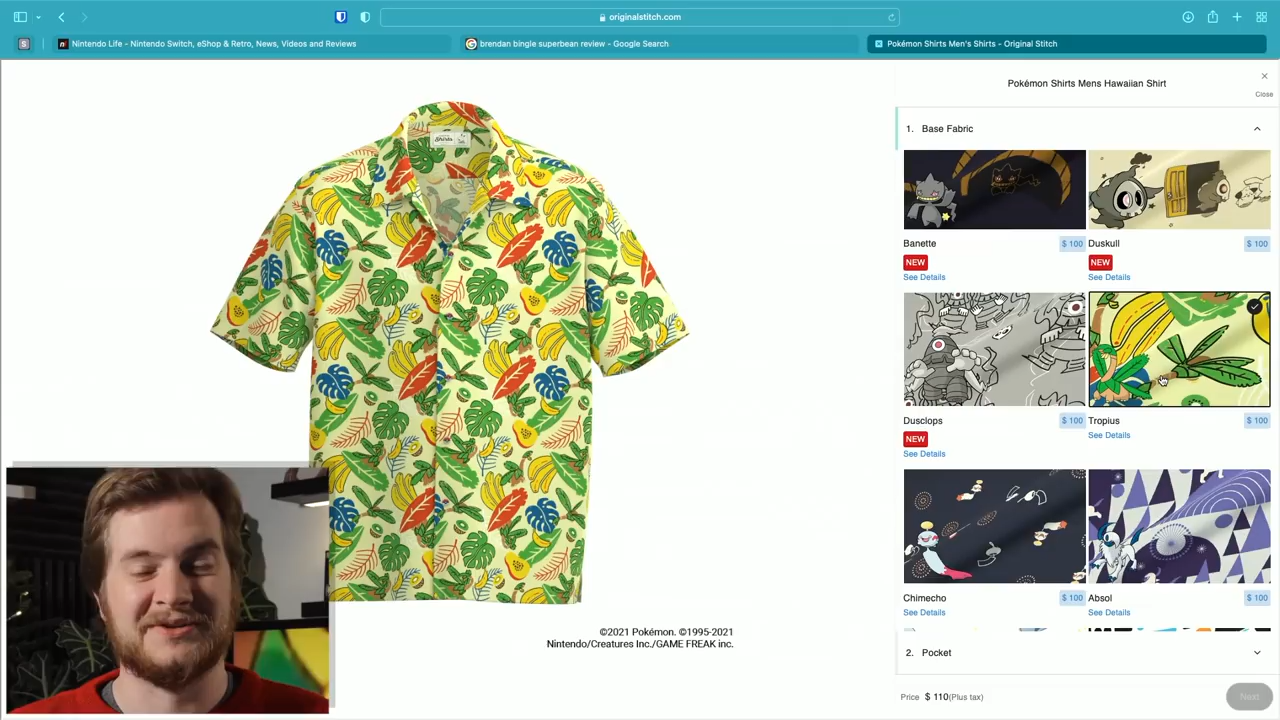 originalstitch.com
S
Nintendo Life - Nintendo Switch, eShop & Retro, News, Videos and Reviews
brendan bingle superbean review - Google Search
Pokémon Shirts Men's Shirts - Original Stitch
Pokémon Shirts Mens Hawaiian Shirt
Close
1. Base Fabric
Banette $ 100
Duskull $ 100
NEW
NEW
See Details
See Details
Dusclops $ 100
Tropius $ 100
NEW
See Details
See Details
Chimecho $ 100
Absol $ 100
See Details
See Details
Shirts
©2021 Pokémon. ©1995-2021
Nintendo/Creatures Inc./GAME FREAK inc.
2. Pocket
Price $ 110(Plus tax)
Next